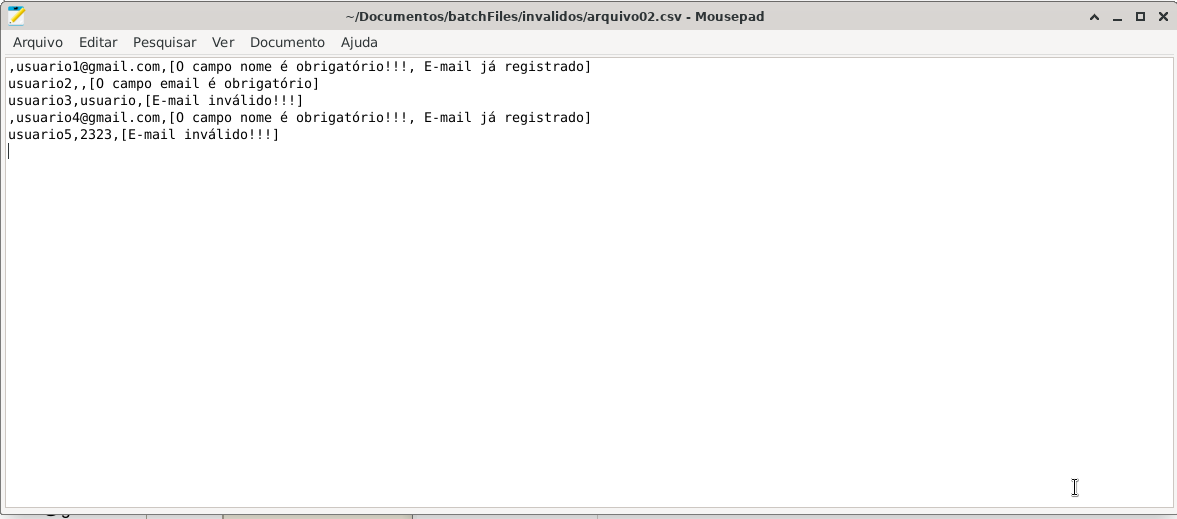 ~/Documentos/batchFiles/invalidos/arquivo02.csv - Mousepad
Arquivo Editar Pesquisar Ver Documento Ajuda
,usuario1@gmail.com,[O campo nome é obrigatório!!!, E-mail já registrado]
usuario2,,[O campo email é obrigatório]
usuario3,usuario,[E-mail inválido!!!]
,usuario4@gmail.com,[O campo nome é obrigatório!!!, E-mail já registrado]
usuario5,2323,[E-mail inválido!!!]